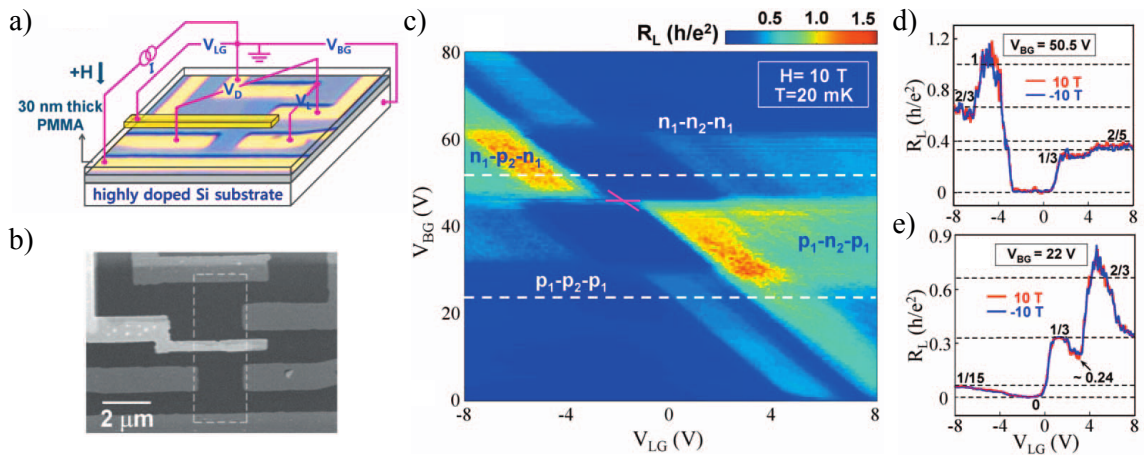 a)
V_LG
V_BG
I
+H
V_D
V_L
30 nm thick
PMMA
highly doped Si substrate
b)
2 μm
c)
R_L (h/e²)
0.5 1.0 1.5
H= 10 T
T=20 mK
n₁-n₂-n₁
n₁-p₂-n₁
p₁-n₂-p₁
p₁-p₂-p₁
80
60
40
20
0
V_BG (V)
-8 -4 0 4 8
V_LG (V)
d)
V_BG = 50.5 V
10 T
-10 T
1
2/3
1/3
2/5
1.2
0.8
0.4
0
R_L (h/e²)
-8 -4 0 4 8
e)
V_BG = 22 V
10 T
-10 T
2/3
1/3
1/15
~ 0.24
0
0.9
0.6
0.3
0
R_L (h/e²)
-8 -4 0 4 8
V_LG (V)